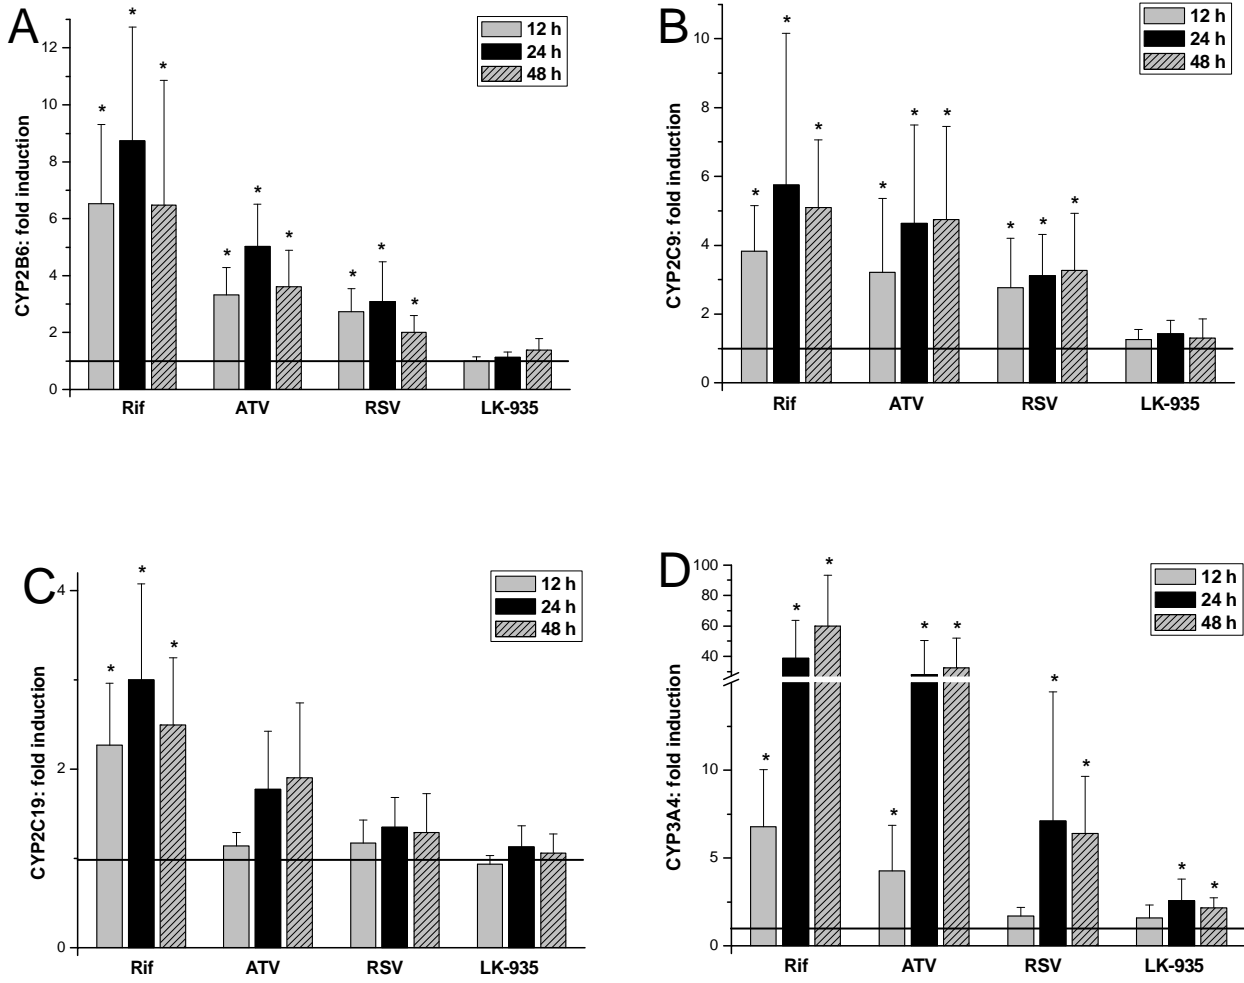 A
CYP2B6: fold induction
12
10
8
6
4
2
0
* * * * * * * * *
Rif ATV RSV LK-935
12 h
24 h
48 h
B
CYP2C9: fold induction
10
8
6
4
2
0
* * * * * * * * *
Rif ATV RSV LK-935
12 h
24 h
48 h
C
CYP2C19: fold induction
4
2
0
* * *
Rif ATV RSV LK-935
12 h
24 h
48 h
D
CYP3A4: fold induction
100
80
60
40
10
5
0
* * * * * * * * * *
Rif ATV RSV LK-935
12 h
24 h
48 h